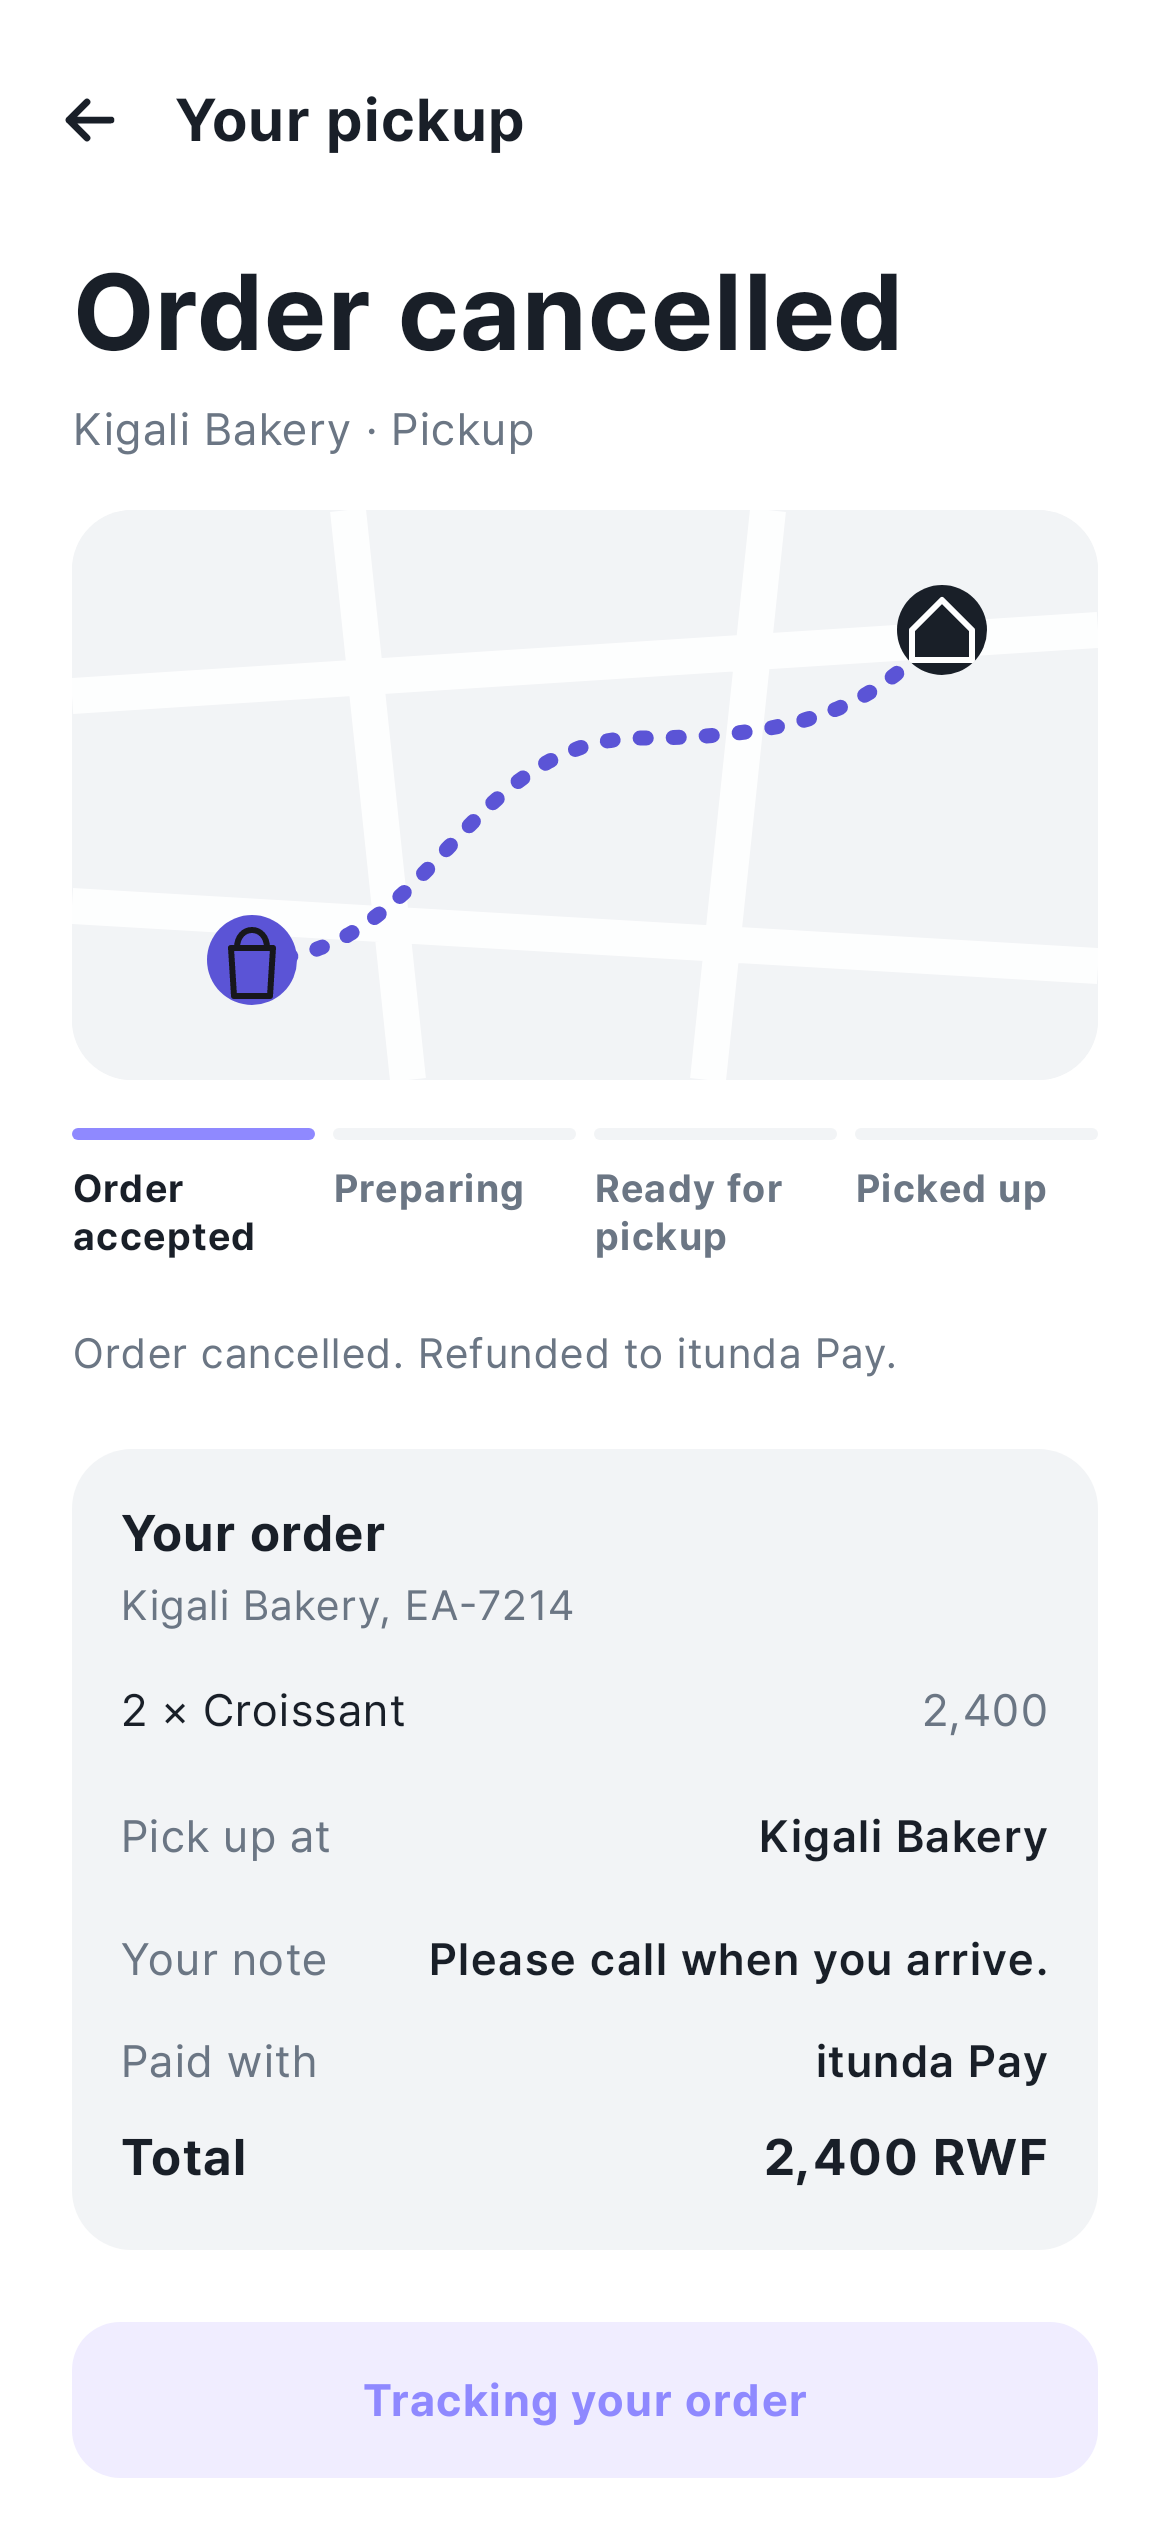 Your pickup
Order cancelled
Kigali Bakery · Pickup
Order accepted
Preparing
Ready for pickup
Picked up
Order cancelled. Refunded to itunda Pay.
Your order
Kigali Bakery, EA-7214
2 × Croissant 2,400
Pick up at Kigali Bakery
Your note Please call when you arrive.
Paid with itunda Pay
Total 2,400 RWF
Tracking your order